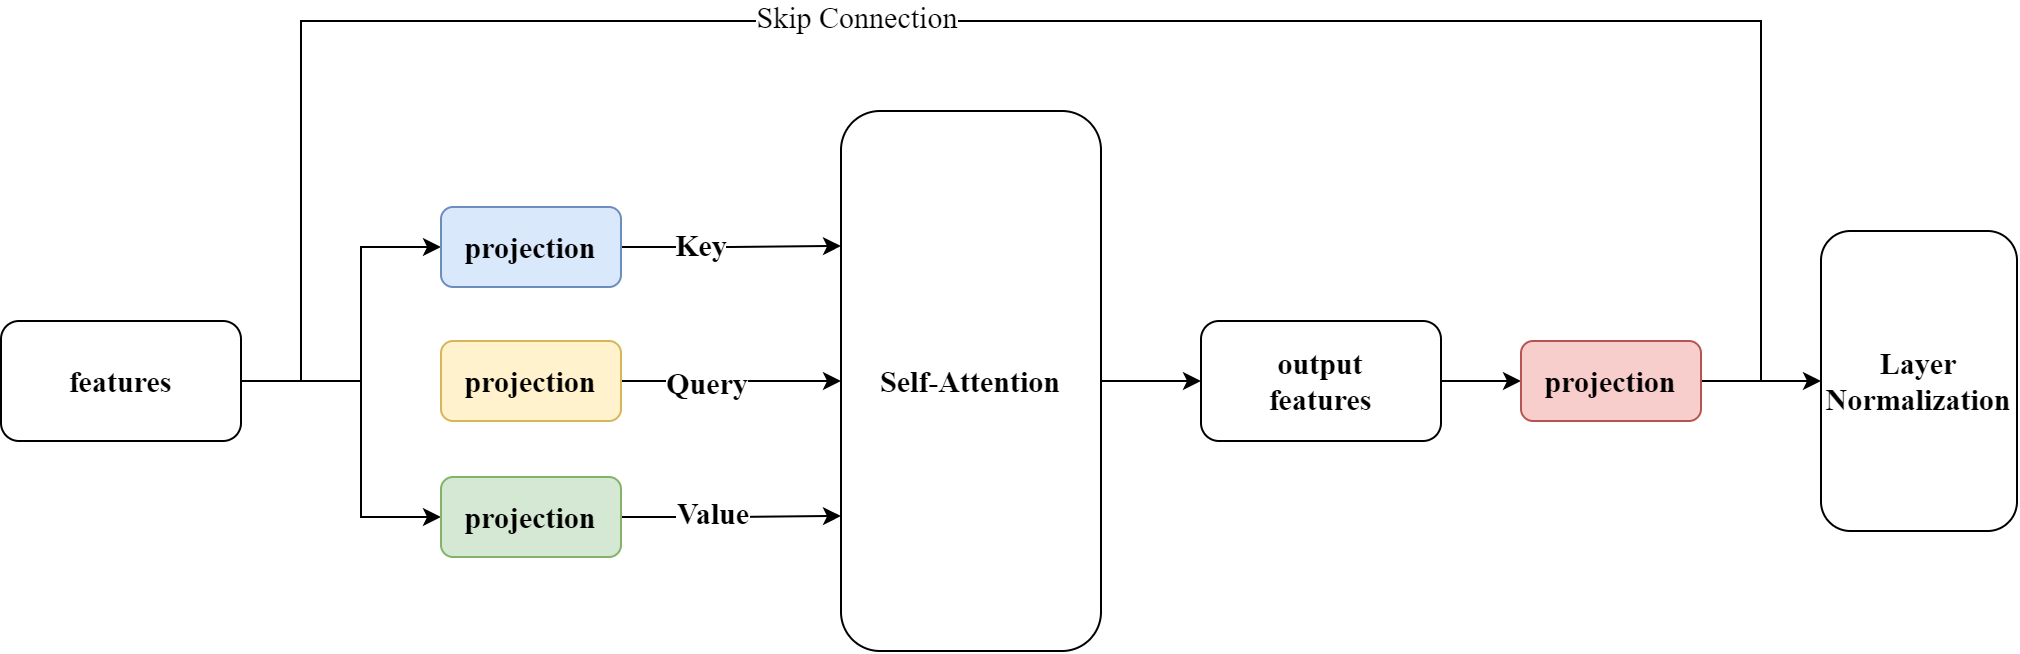 Skip Connection
projection
Key
features
projection
Query
Self-Attention
output
features
projection
Layer
Normalization
projection
Value